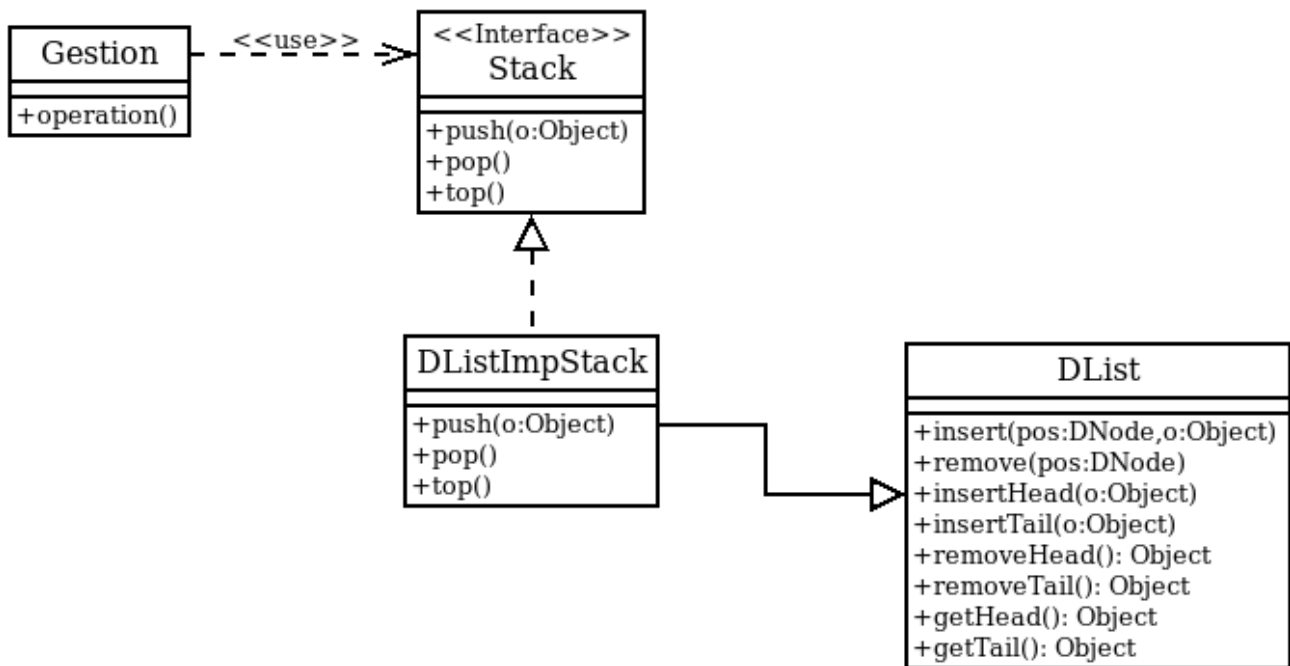 Gestion
+operation()
<<use>>
<<Interface>>
Stack
+push(o:Object)
+pop()
+top()
DListImpStack
+push(o:Object)
+pop()
+top()
DList
+insert(pos:DNode,o:Object)
+remove(pos:DNode)
+insertHead(o:Object)
+insertTail(o:Object)
+removeHead(): Object
+removeTail(): Object
+getHead(): Object
+getTail(): Object